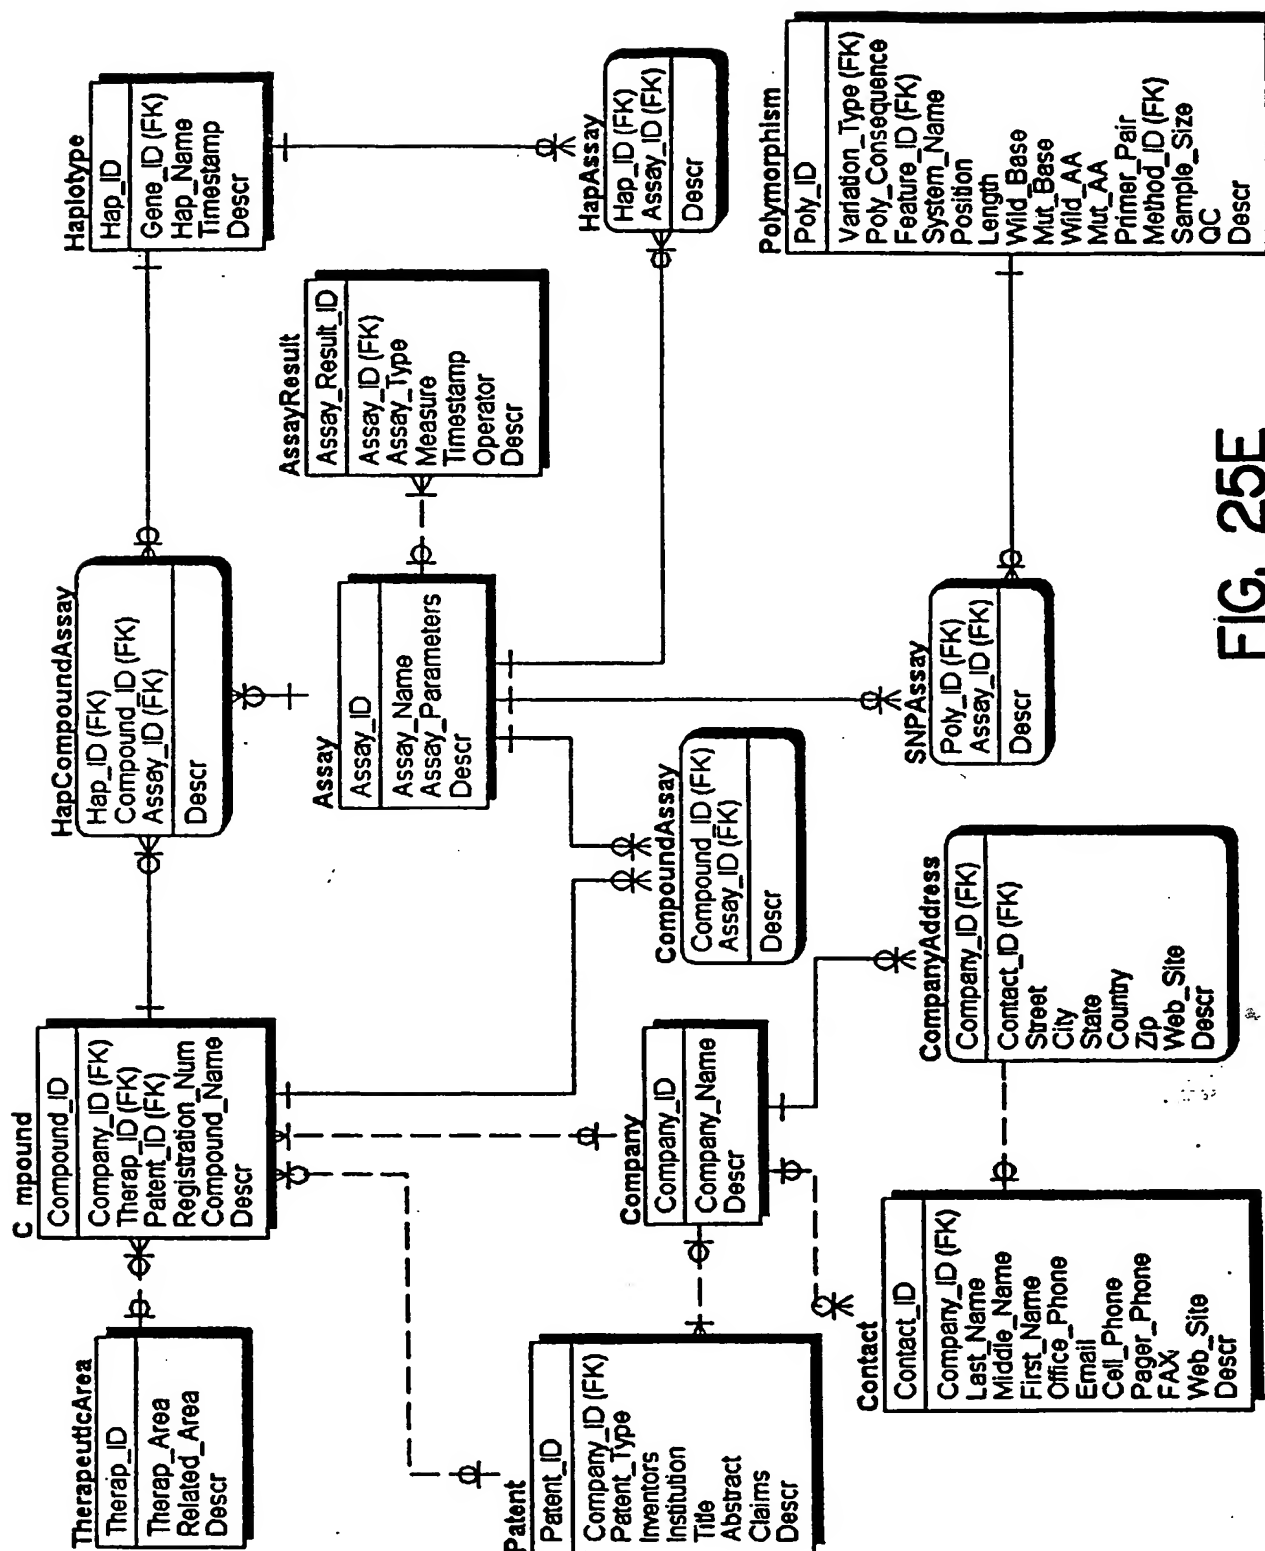 TherapeuticArea
Therap_ID
Therap_Area
Related_Area
Descr
C mpound
Compound_ID
Company_ID (FK)
Therap_ID (FK)
Patent_ID (FK)
Registration_Num
Compound_Name
Descr
HapCompoundAssay
Hap_ID (FK)
Compound_ID (FK)
Assay_ID (FK)
Descr
Haplotype
Hap_ID
Gene_ID (FK)
Hap_Name
Timestamp
Descr
AssayResult
Assay_Result_ID
Assay_ID (FK)
Assay_Type
Measure
Timestamp
Operator
Descr
Assay
Assay_ID
Assay_Name
Assay_Parameters
Descr
HapAssay
Hap_ID (FK)
Assay_ID (FK)
Descr
Patent
Patent_ID
Company_ID (FK)
Patent_Type
Inventors
Institution
Title
Abstract
Claims
Descr
Company
Company_ID
Company_Name
Descr
CompoundAssay
Compound_ID (FK)
Assay_ID (FK)
Descr
Polymorphism
Poly_ID
Variation_Type (FK)
Poly_Consequence
Feature_ID (FK)
System_Name
Position
Length
Wild_Base
Mut_Base
Wild_AA
Mut_AA
Primer_Pair
Method_ID (FK)
Sample_Size
QC
Descr
Contact
Contact_ID
Company_ID (FK)
Last_Name
Middle_Name
First_Name
Office_Phone
Email
Cell_Phone
Pager_Phone
FAX
Web_Site
Descr
CompanyAddress
Company_ID (FK)
Contact_ID (FK)
Street
City
State
Country
Zip
Web_Site
Descr
SNPAssay
Poly_ID (FK)
Assay_ID (FK)
Descr
FIG. 25E